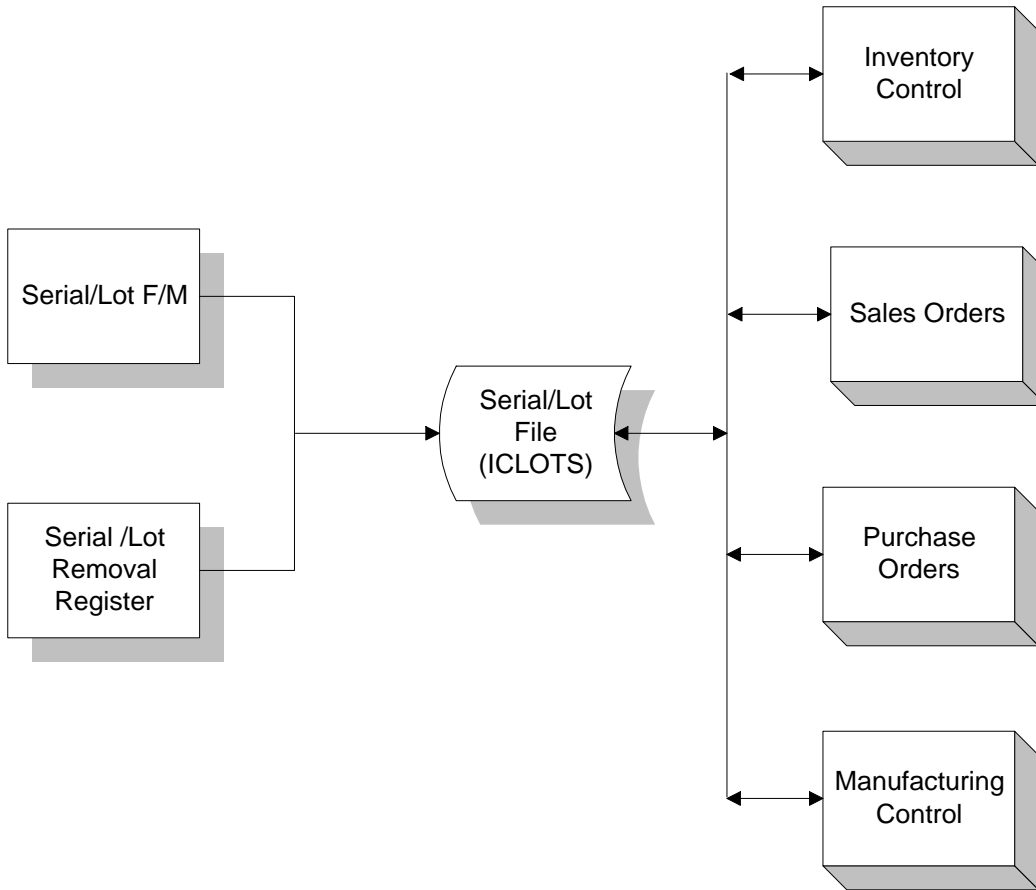 Inventory
Control
Serial/Lot F/M
Sales Orders
Serial/Lot
File
(ICLOTS)
Serial /Lot
Removal
Register
Purchase
Orders
Manufacturing
Control